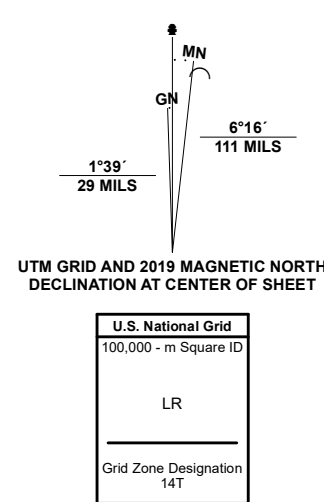 MN
GN
6°16´
111 MILS
1°39´
29 MILS
UTM GRID AND 2019 MAGNETIC NORTH
DECLINATION AT CENTER OF SHEET
U.S. National Grid
100,000 - m Square ID
LR
Grid Zone Designation
14T